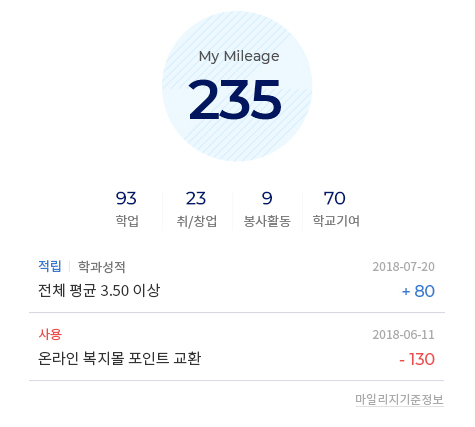 My Mileage
235
93 23 9 70
학업 취/창업 봉사활동 학교기여
적립 학과성적 2018-07-20
전체 평균 3.50 이상 + 80
사용 2018-06-11
온라인 복지몰 포인트 교환 - 130
마일리지기준정보